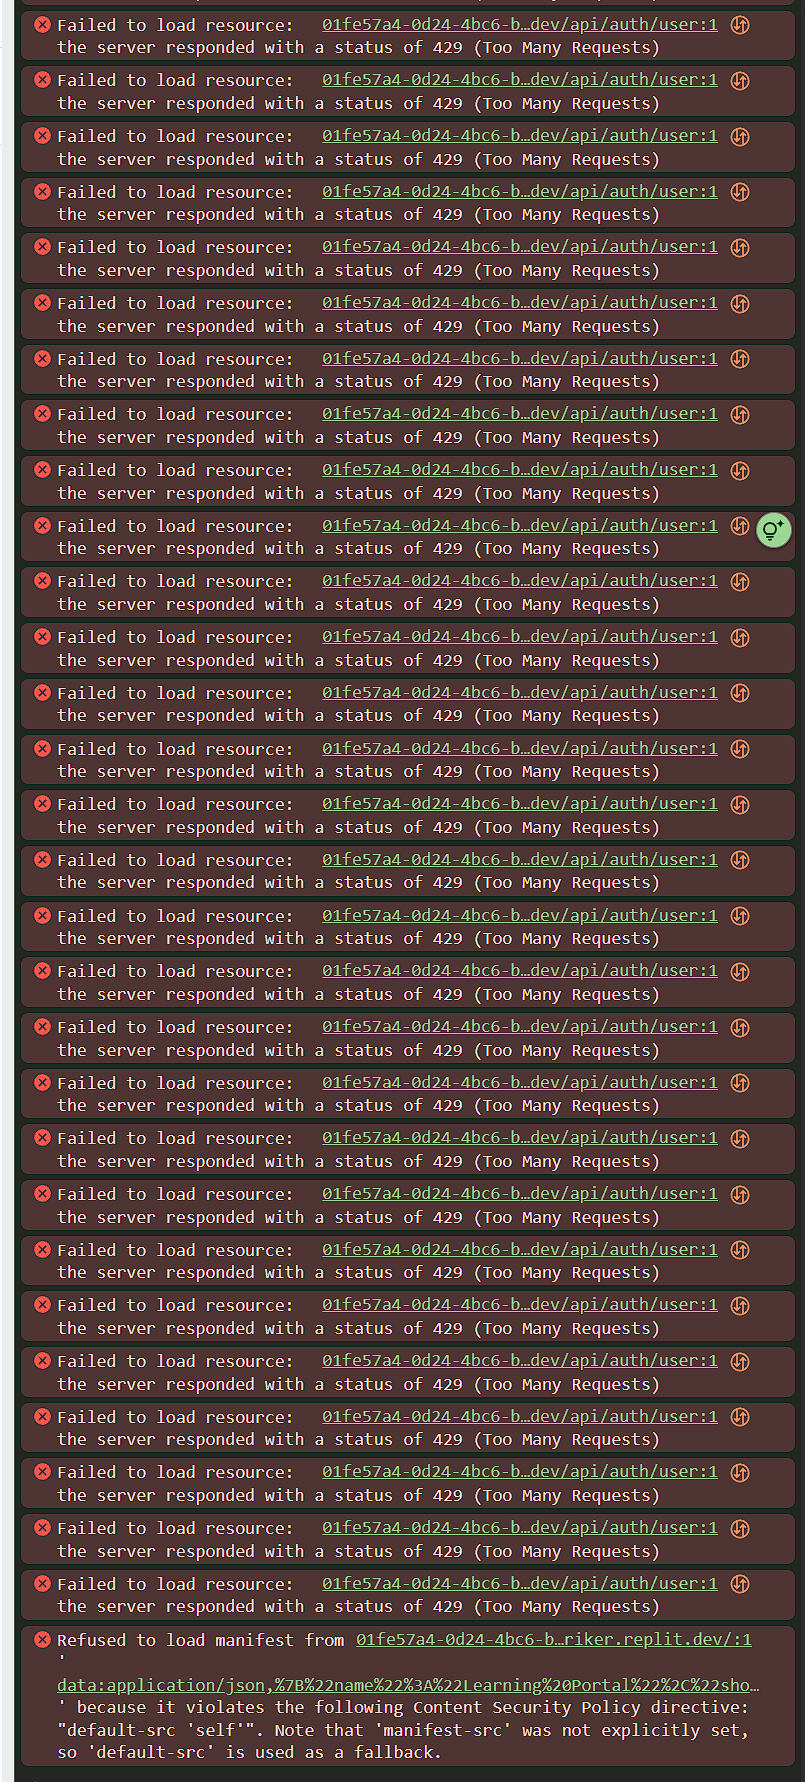 Failed to load resource: 01fe57a4-0d24-4bc6-b…dev/api/auth/user:1
the server responded with a status of 429 (Too Many Requests)
Failed to load resource: 01fe57a4-0d24-4bc6-b…dev/api/auth/user:1
the server responded with a status of 429 (Too Many Requests)
Failed to load resource: 01fe57a4-0d24-4bc6-b…dev/api/auth/user:1
the server responded with a status of 429 (Too Many Requests)
Failed to load resource: 01fe57a4-0d24-4bc6-b…dev/api/auth/user:1
the server responded with a status of 429 (Too Many Requests)
Failed to load resource: 01fe57a4-0d24-4bc6-b…dev/api/auth/user:1
the server responded with a status of 429 (Too Many Requests)
Failed to load resource: 01fe57a4-0d24-4bc6-b…dev/api/auth/user:1
the server responded with a status of 429 (Too Many Requests)
Failed to load resource: 01fe57a4-0d24-4bc6-b…dev/api/auth/user:1
the server responded with a status of 429 (Too Many Requests)
Failed to load resource: 01fe57a4-0d24-4bc6-b…dev/api/auth/user:1
the server responded with a status of 429 (Too Many Requests)
Failed to load resource: 01fe57a4-0d24-4bc6-b…dev/api/auth/user:1
the server responded with a status of 429 (Too Many Requests)
Failed to load resource: 01fe57a4-0d24-4bc6-b…dev/api/auth/user:1
the server responded with a status of 429 (Too Many Requests)
Failed to load resource: 01fe57a4-0d24-4bc6-b…dev/api/auth/user:1
the server responded with a status of 429 (Too Many Requests)
Failed to load resource: 01fe57a4-0d24-4bc6-b…dev/api/auth/user:1
the server responded with a status of 429 (Too Many Requests)
Failed to load resource: 01fe57a4-0d24-4bc6-b…dev/api/auth/user:1
the server responded with a status of 429 (Too Many Requests)
Failed to load resource: 01fe57a4-0d24-4bc6-b…dev/api/auth/user:1
the server responded with a status of 429 (Too Many Requests)
Failed to load resource: 01fe57a4-0d24-4bc6-b…dev/api/auth/user:1
the server responded with a status of 429 (Too Many Requests)
Failed to load resource: 01fe57a4-0d24-4bc6-b…dev/api/auth/user:1
the server responded with a status of 429 (Too Many Requests)
Failed to load resource: 01fe57a4-0d24-4bc6-b…dev/api/auth/user:1
the server responded with a status of 429 (Too Many Requests)
Failed to load resource: 01fe57a4-0d24-4bc6-b…dev/api/auth/user:1
the server responded with a status of 429 (Too Many Requests)
Failed to load resource: 01fe57a4-0d24-4bc6-b…dev/api/auth/user:1
the server responded with a status of 429 (Too Many Requests)
Failed to load resource: 01fe57a4-0d24-4bc6-b…dev/api/auth/user:1
the server responded with a status of 429 (Too Many Requests)
Failed to load resource: 01fe57a4-0d24-4bc6-b…dev/api/auth/user:1
the server responded with a status of 429 (Too Many Requests)
Failed to load resource: 01fe57a4-0d24-4bc6-b…dev/api/auth/user:1
the server responded with a status of 429 (Too Many Requests)
Failed to load resource: 01fe57a4-0d24-4bc6-b…dev/api/auth/user:1
the server responded with a status of 429 (Too Many Requests)
Failed to load resource: 01fe57a4-0d24-4bc6-b…dev/api/auth/user:1
the server responded with a status of 429 (Too Many Requests)
Failed to load resource: 01fe57a4-0d24-4bc6-b…dev/api/auth/user:1
the server responded with a status of 429 (Too Many Requests)
Failed to load resource: 01fe57a4-0d24-4bc6-b…dev/api/auth/user:1
the server responded with a status of 429 (Too Many Requests)
Failed to load resource: 01fe57a4-0d24-4bc6-b…dev/api/auth/user:1
the server responded with a status of 429 (Too Many Requests)
Failed to load resource: 01fe57a4-0d24-4bc6-b…dev/api/auth/user:1
the server responded with a status of 429 (Too Many Requests)
Failed to load resource: 01fe57a4-0d24-4bc6-b…dev/api/auth/user:1
the server responded with a status of 429 (Too Many Requests)
Refused to load manifest from 01fe57a4-0d24-4bc6-b…riker.replit.dev/:1
'
data:application/json,%7B%22name%22%3A%22Learning%20Portal%22%2C%22sho…
' because it violates the following Content Security Policy directive:
"default-src 'self'". Note that 'manifest-src' was not explicitly set,
so 'default-src' is used as a fallback.